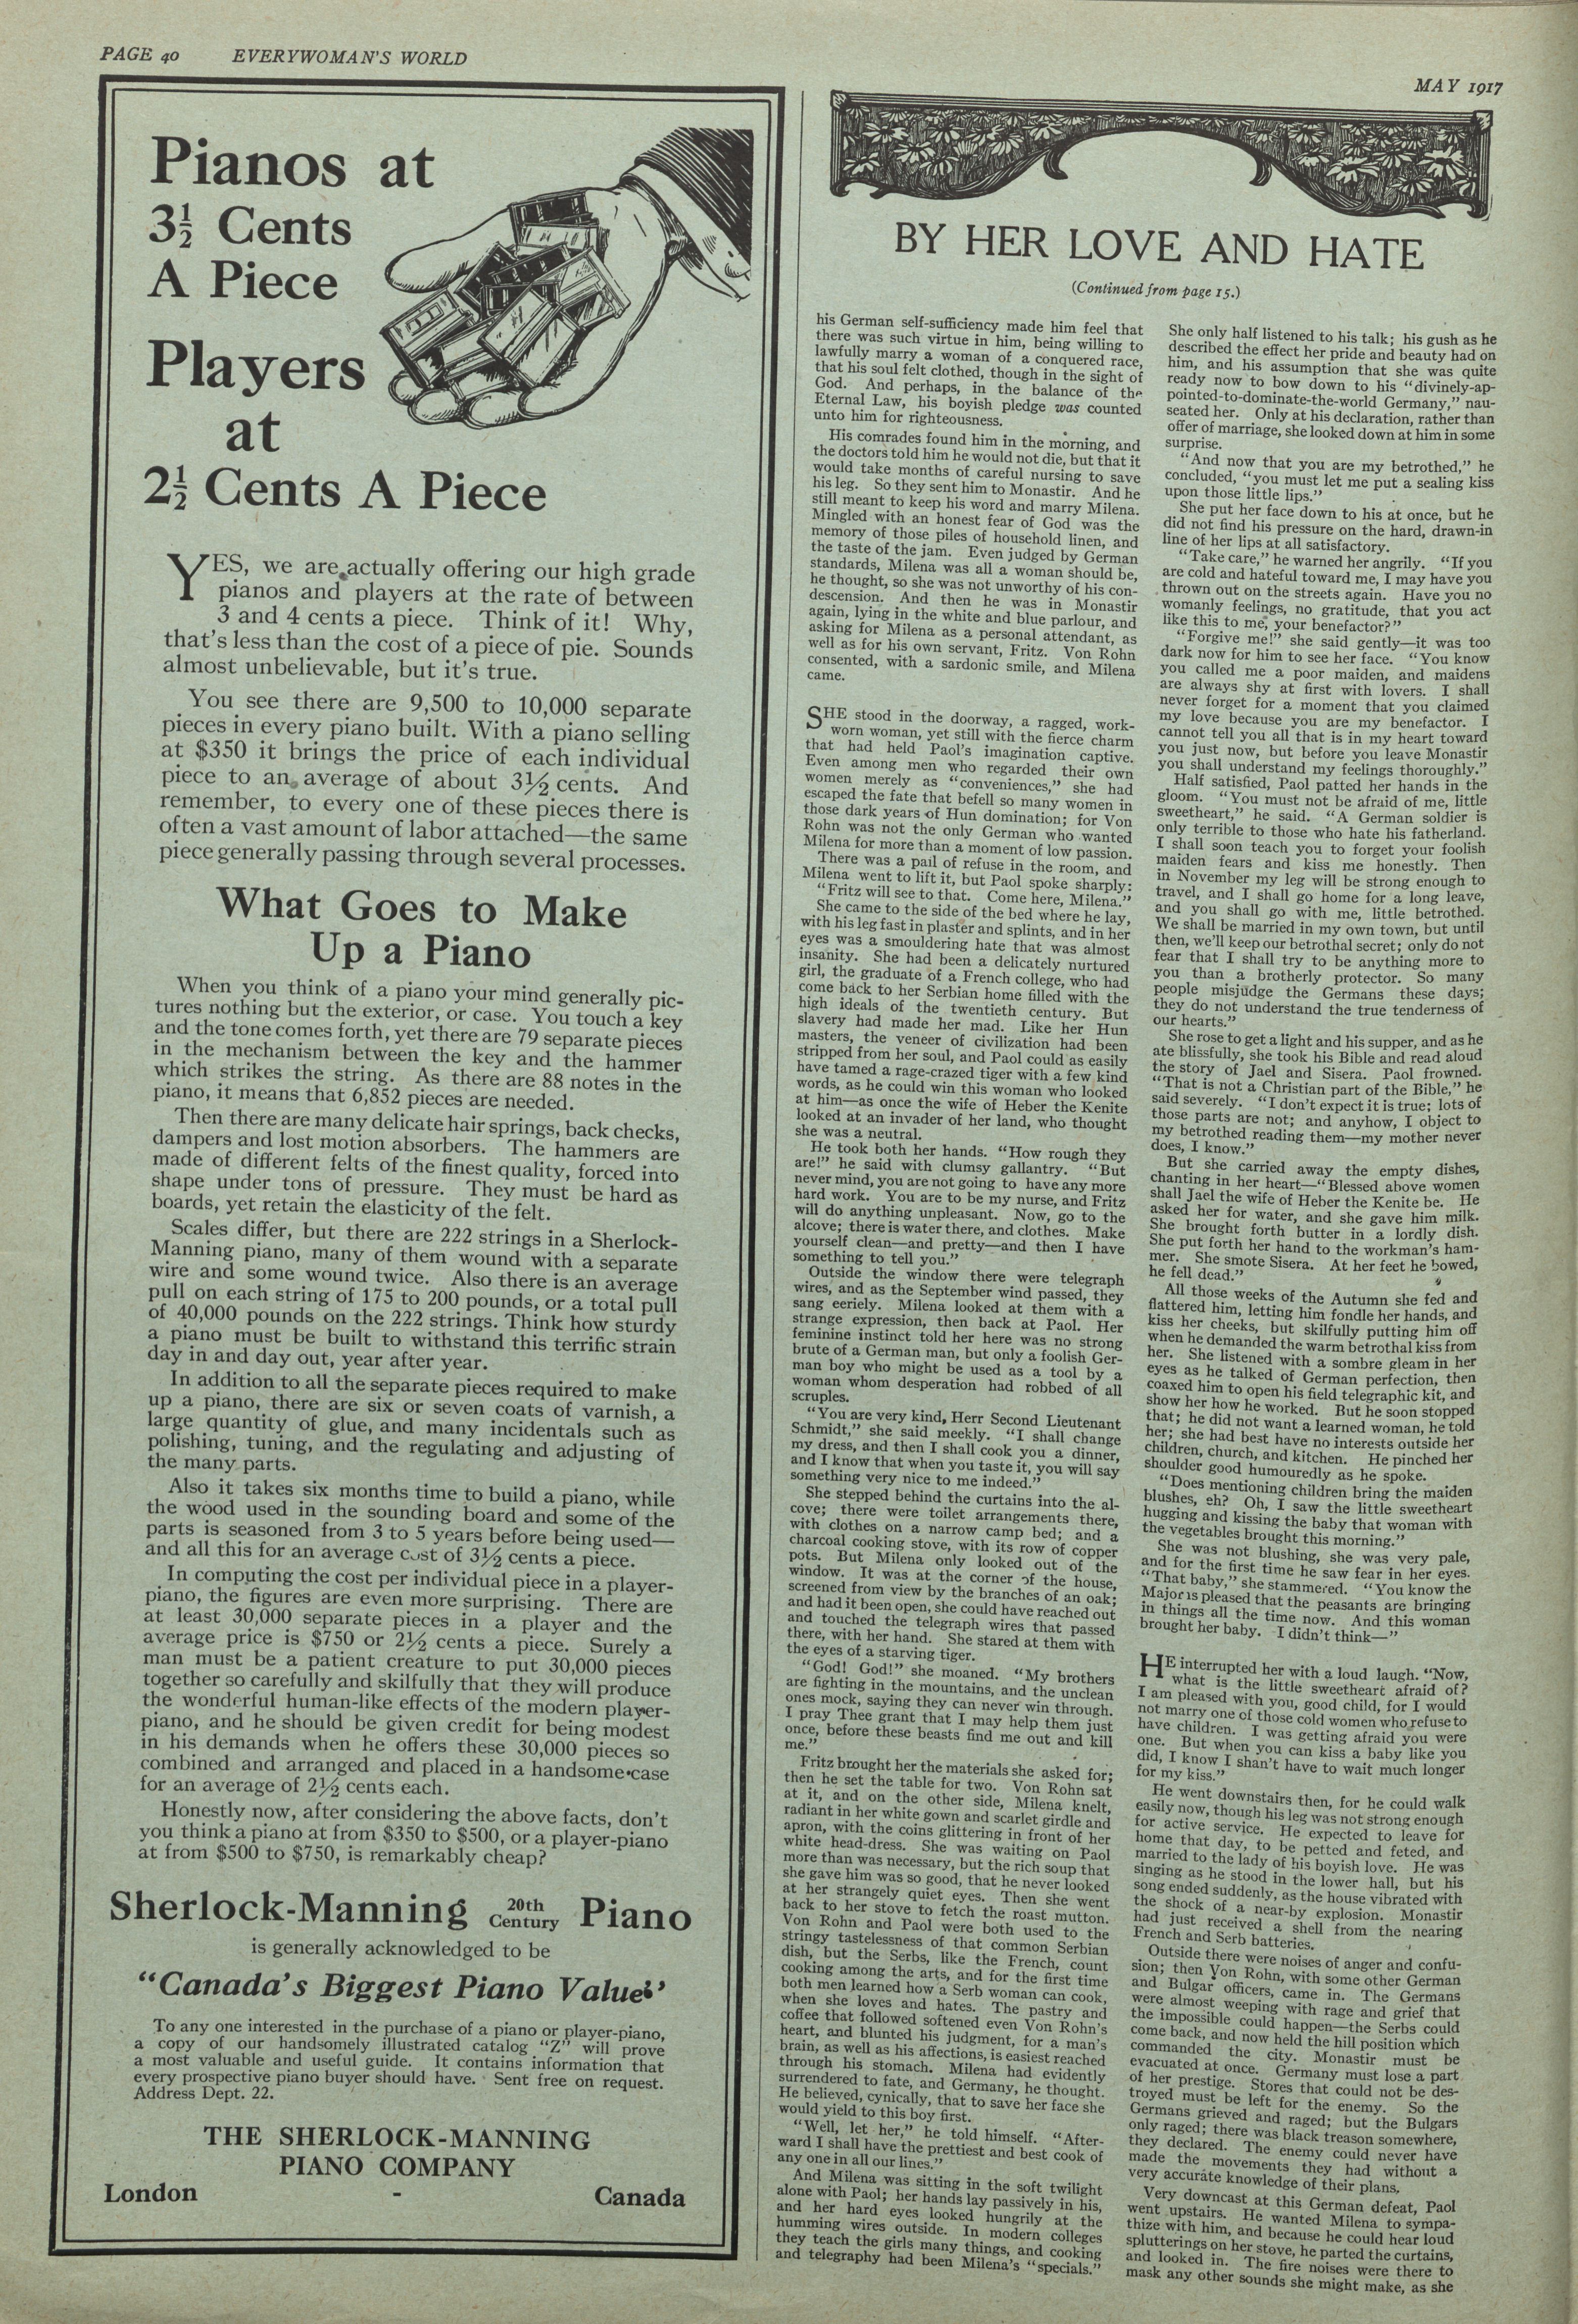 PAGE 40 EVERYWOMAN'S WORLD
MAY 1917
Pianos at
3½ Cents
A Piece
Players
at
2½ Cents A Piece
YES, we are actually offering our high grade
pianos and players at the rate of between
3 and 4 cents a piece. Think of it! Why,
that's less than the cost of a piece of pie. Sounds
almost unbelievable, but it's true.
You see there are 9,500 to 10,000 separate
pieces in every piano built. With a piano selling
at $350 it brings the price of each individual
piece to an average of about 3½ cents. And
remember, to every one of these pieces there is
often a vast amount of labor attached—the same
piece generally passing through several processes.
What Goes to Make
Up a Piano
When you think of a piano your mind generally pic-
tures nothing but the exterior, or case. You touch a key
and the tone comes forth, yet there are 79 separate pieces
in the mechanism between the key and the hammer
which strikes the string. As there are 88 notes in the
piano, it means that 6,852 pieces are needed.
Then there are many delicate hair springs, back checks,
dampers and lost motion absorbers. The hammers are
made of different felts of the finest quality, forced into
shape under tons of pressure. They must be hard as
boards, yet retain the elasticity of the felt.
Scales differ, but there are 222 strings in a Sherlock-
Manning piano, many of them wound with a separate
wire and some wound twice. Also there is an average
pull on each string of 175 to 200 pounds, or a total pull
of 40,000 pounds on the 222 strings. Think how sturdy
a piano must be built to withstand this terrific strain
day in and day out, year after year.
In addition to all the separate pieces required to make
up a piano, there are six or seven coats of varnish, a
large quantity of glue, and many incidentals such as
polishing, tuning, and the regulating and adjusting of
the many parts.
Also it takes six months time to build a piano, while
the wood used in the sounding board and some of the
parts is seasoned from 3 to 5 years before being used—
and all this for an average cost of 3½ cents a piece.
In computing the cost per individual piece in a player-
piano, the figures are even more surprising. There are
at least 30,000 separate pieces in a player and the
average price is $750 or 2½ cents a piece. Surely a
man must be a patient creature to put 30,000 pieces
together so carefully and skilfully that they will produce
the wonderful human-like effects of the modern player-
piano, and he should be given credit for being modest
in his demands when he offers these 30,000 pieces so
combined and arranged and placed in a handsome case
for an average of 2½ cents each.
Honestly now, after considering the above facts, don't
you think a piano at from $350 to $500, or a player-piano
at from $500 to $750, is remarkably cheap?
Sherlock-Manning 20th Century Piano
is generally acknowledged to be
"Canada's Biggest Piano Value"
To any one interested in the purchase of a piano or player-piano,
a copy of our handsomely illustrated catalog "Z" will prove
a most valuable and useful guide. It contains information that
every prospective piano buyer should have. Sent free on request.
Address Dept. 22.
THE SHERLOCK-MANNING
PIANO COMPANY
London - Canada
BY HER LOVE AND HATE
(Continued from page 15.)
his German self-sufficiency made him feel that
there was such virtue in him, being willing to
lawfully marry a woman of a conquered race,
that his soul felt clothed, though in the sight of
God. And perhaps, in the balance of the
Eternal Law, his boyish pledge was counted
unto him for righteousness.
His comrades found him in the morning, and
the doctors told him he would not die, but that it
would take months of careful nursing to save
his leg. So they sent him to Monastir. And he
still meant to keep his word and marry Milena.
Mingled with an honest fear of God was the
memory of those piles of household linen, and
the taste of the jam. Even judged by German
standards, Milena was all a woman should be,
he thought, so she was not unworthy of his con-
descension. And then he was in Monastir
again, lying in the white and blue parlour, and
asking for Milena as a personal attendant, as
well as for his own servant, Fritz. Von Rohn
consented, with a sardonic smile, and Milena
came.
SHE stood in the doorway, a ragged, work-
worn woman, yet still with the fierce charm
that had held Paol's imagination captive.
Even among men who regarded their own
women merely as "conveniences," she had
escaped the fate that befell so many women in
those dark years of Hun domination; for Von
Rohn was not the only German who wanted
Milena for more than a moment of low passion.
There was a pail of refuse in the room, and
Milena went to lift it, but Paol spoke sharply:
"Fritz will see to that. Come here, Milena."
She came to the side of the bed where he lay,
with his leg fast in plaster and splints, and in her
eyes was a smouldering hate that was almost
insanity. She had been a delicately nurtured
girl, the graduate of a French college, who had
come back to her Serbian home filled with the
high ideals of the twentieth century. But
slavery had made her mad. Like her Hun
masters, the veneer of civilization had been
stripped from her soul, and Paol could as easily
have tamed a rage-crazed tiger with a few kind
words, as he could win this woman who looked
at him—as once the wife of Heber the Kenite
looked at an invader of her land, who thought
she was a neutral.
He took both her hands. "How rough they
are!" he said with clumsy gallantry. "But
never mind, you are not going to have any more
hard work. You are to be my nurse, and Fritz
will do anything unpleasant. Now, go to the
alcove; there is water there, and clothes. Make
yourself clean—and pretty—and then I have
something to tell you."
Outside the window there were telegraph
wires, and as the September wind passed, they
sang eeriely. Milena looked at them with a
strange expression, then back at Paol. Her
feminine instinct told her here was no strong
brute of a German man, but only a foolish Ger-
man boy who might be used as a tool by a
woman whom desperation had robbed of all
scruples.
"You are very kind, Herr Second Lieutenant
Schmidt," she said meekly. "I shall change
my dress, and then I shall cook you a dinner,
and I know that when you taste it, you will say
something very nice to me indeed."
She stepped behind the curtains into the al-
cove; there were toilet arrangements there,
with clothes on a narrow camp bed; and a
charcoal cooking stove, with its row of copper
pots. But Milena only looked out of the
window. It was at the corner of the house,
screened from view by the branches of an oak;
and had it been open, she could have reached out
and touched the telegraph wires that passed
there, with her hand. She stared at them with
the eyes of a starving tiger.
"God! God!" she moaned. "My brothers
are fighting in the mountains, and the unclean
ones mock, saying they can never win through.
I pray Thee grant that I may help them just
once, before these beasts find me out and kill
me."
Fritz brought her the materials she asked for;
then he set the table for two. Von Rohn sat
at it, and on the other side, Milena knelt,
radiant in her white gown and scarlet girdle and
apron, with the coins glittering in front of her
white head-dress. She was waiting on Paol
more than was necessary, but the rich soup that
she gave him was so good, that he never looked
at her strangely quiet eyes. Then she went
back to her stove to fetch the roast mutton.
Von Rohn and Paol were both used to the
stringy tastelessness of that common Serbian
dish, but the Serbs, like the French, count
cooking among the arts, and for the first time
both men learned how a Serb woman can cook,
when she loves and hates. The pastry and
coffee that followed softened even Von Rohn's
heart, and blunted his judgment, for a man's
brain, as well as his affections, is easiest reached
through his stomach. Milena had evidently
surrendered to fate, and Germany, he thought.
He believed, cynically, that to save her face she
would yield to this boy first.
"Well, let her," he told himself. "After-
ward I shall have the prettiest and best cook of
any one in all our lines."
And Milena was sitting in the soft twilight
alone with Paol; her hands lay passively in his,
and her hard eyes looked hungrily at the
humming wires outside. In modern colleges
they teach the girls many things, and cooking
and telegraphy had been Milena's "specials."
She only half listened to his talk; his gush as he
described the effect her pride and beauty had on
him, and his assumption that she was quite
ready now to bow down to his "divinely-ap-
pointed-to-dominate-the-world Germany," nau-
seated her. Only at his declaration, rather than
offer of marriage, she looked down at him in some
surprise.
"And now that you are my betrothed," he
concluded, "you must let me put a sealing kiss
upon those little lips."
She put her face down to his at once, but he
did not find his pressure on the hard, drawn-in
line of her lips at all satisfactory.
"Take care," he warned her angrily. "If you
are cold and hateful toward me, I may have you
thrown out on the streets again. Have you no
womanly feelings, no gratitude, that you act
like this to me, your benefactor?"
"Forgive me!" she said gently—it was too
dark now for him to see her face. "You know
you called me a poor maiden, and maidens
are always shy at first with lovers. I shall
never forget for a moment that you claimed
my love because you are my benefactor. I
cannot tell you all that is in my heart toward
you just now, but before you leave Monastir
you shall understand my feelings thoroughly."
Half satisfied, Paol patted her hands in the
gloom. "You must not be afraid of me, little
sweetheart," he said. "A German soldier is
only terrible to those who hate his fatherland.
I shall soon teach you to forget your foolish
maiden fears and kiss me honestly. Then
in November my leg will be strong enough to
travel, and I shall go home for a long leave,
and you shall go with me, little betrothed.
We shall be married in my own town, but until
then, we'll keep our betrothal secret; only do not
fear that I shall try to be anything more to
you than a brotherly protector. So many
people misjudge the Germans these days;
they do not understand the true tenderness of
our hearts."
She rose to get a light and his supper, and as he
ate blissfully, she took his Bible and read aloud
the story of Jael and Sisera. Paol frowned.
"That is not a Christian part of the Bible," he
said severely. "I don't expect it is true; lots of
those parts are not; and anyhow, I object to
my betrothed reading them—my mother never
does, I know."
But she carried away the empty dishes,
chanting in her heart—"Blessed above women
shall Jael the wife of Heber the Kenite be. He
asked her for water, and she gave him milk.
She brought forth butter in a lordly dish.
She put forth her hand to the workman's ham-
mer. She smote Sisera. At her feet he bowed,
he fell dead."
All those weeks of the Autumn she fed and
flattered him, letting him fondle her hands, and
kiss her cheeks, but skilfully putting him off
when he demanded the warm betrothal kiss from
her. She listened with a sombre gleam in her
eyes as he talked of German perfection, then
coaxed him to open his field telegraphic kit, and
show her how he worked. But he soon stopped
that; he did not want a learned woman, he told
her; she had best have no interests outside her
children, church, and kitchen. He pinched her
shoulder good humouredly as he spoke.
"Does mentioning children bring the maiden
blushes, eh? Oh, I saw the little sweetheart
hugging and kissing the baby that woman with
the vegetables brought this morning."
She was not blushing, she was very pale,
and for the first time he saw fear in her eyes.
"That baby," she stammered. "You know the
Major is pleased that the peasants are bringing
in things all the time now. And this woman
brought her baby. I didn't think—"
HE interrupted her with a loud laugh. "Now,
what is the little sweetheart afraid of?
I am pleased with you, good child, for I would
not marry one of those cold women who refuse to
have children. I was getting afraid you were
one. But when you can kiss a baby like you
did, I know I shan't have to wait much longer
for my kiss."
He went downstairs then, for he could walk
easily now, though his leg was not strong enough
for active service. He expected to leave for
home that day, to be petted and feted, and
married to the lady of his boyish love. He was
singing as he stood in the lower hall, but his
song ended suddenly, as the house vibrated with
the shock of a near-by explosion. Monastir
had just received a shell from the nearing
French and Serb batteries.
Outside there were noises of anger and confu-
sion; then Von Rohn, with some other German
and Bulgar officers, came in. The Germans
were almost weeping with rage and grief that
the impossible could happen—the Serbs could
come back, and now held the hill position which
commanded the city. Monastir must be
evacuated at once. Germany must lose a part
of her prestige. Stores that could not be des-
troyed must be left for the enemy. So the
Germans grieved and raged; but the Bulgars
only raged; there was black treason somewhere,
they declared. The enemy could never have
made the movements they had without a
very accurate knowledge of their plans.
Very downcast at this German defeat, Paol
went upstairs. He wanted Milena to sympa-
thize with him, and because he could hear loud
splutterings on her stove, he parted the curtains,
and looked in. The fire noises were there to
mask any other sounds she might make, as she